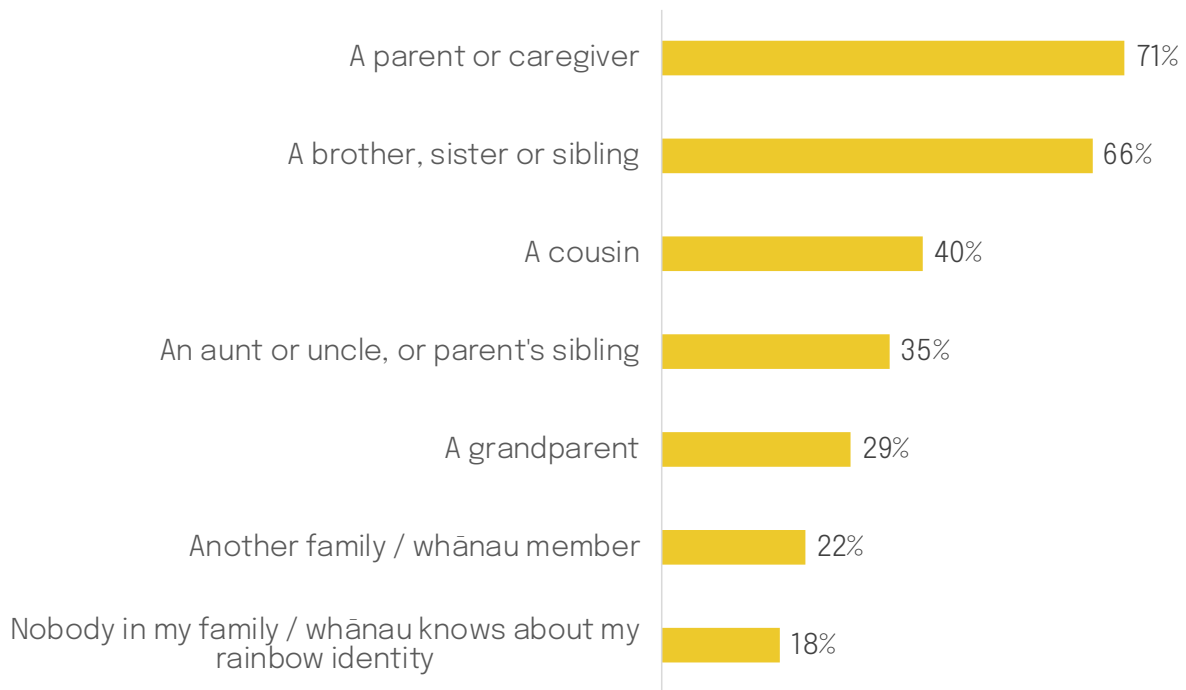 A parent or caregiver 71%
A brother, sister or sibling 66%
A cousin 40%
An aunt or uncle, or parent's sibling 35%
A grandparent 29%
Another family / whānau member 22%
Nobody in my family / whānau knows about my
rainbow identity 18%